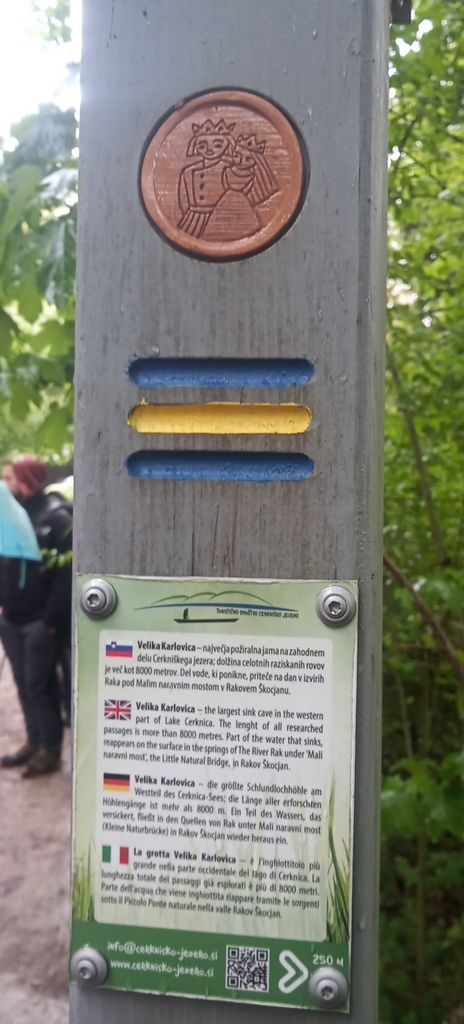 TURISTIČNO DRUŠTVO CERKNIŠKO JEZERO
Velika Karlovica – največja požiralna jama na zahodnem
delu Cerkniškega jezera; dolžina celotnih raziskanih rovov
je več kot 8000 metrov. Del vode, ki ponikne, priteče na dan v izvirih
Raka pod Malim naravnim mostom v Rakovem Škocjanu.
Velika Karlovica – the largest sink cave in the western
part of Lake Cerknica. The lenght of all researched
passages is more than 8000 metres. Part of the water that sinks,
reappears on the surface in the springs of The River Rak under 'Mali
naravni most', the Little Natural Bridge, in Rakov Škocjan.
Velika Karlovica – die größte Schlundlochhöhle am
Westteil des Cerknica-Sees; die Länge aller erforschten
Höhlengänge ist mehr als 8000 m. Ein Teil des Wassers, das
versickert, fließt in den Quellen von Rak unter Mali naravni most
(Kleine Naturbrücke) in Rakov Škocjan wieder heraus ein.
La grotta Velika Karlovica – è l'inghiottitoio più
grande nella parte occidentale del lago di Cerknica. La
lunghezza totale dei passaggi già esplorati è più di 8000 metri.
Parte dell'acqua che viene inghiottita riappare tramite le sorgenti
sotto il Piccolo Ponte naturale nella valle Rakov Škocjan.
info@cerknisko-jezero.si
www.cerknisko-jezero.si
250 M